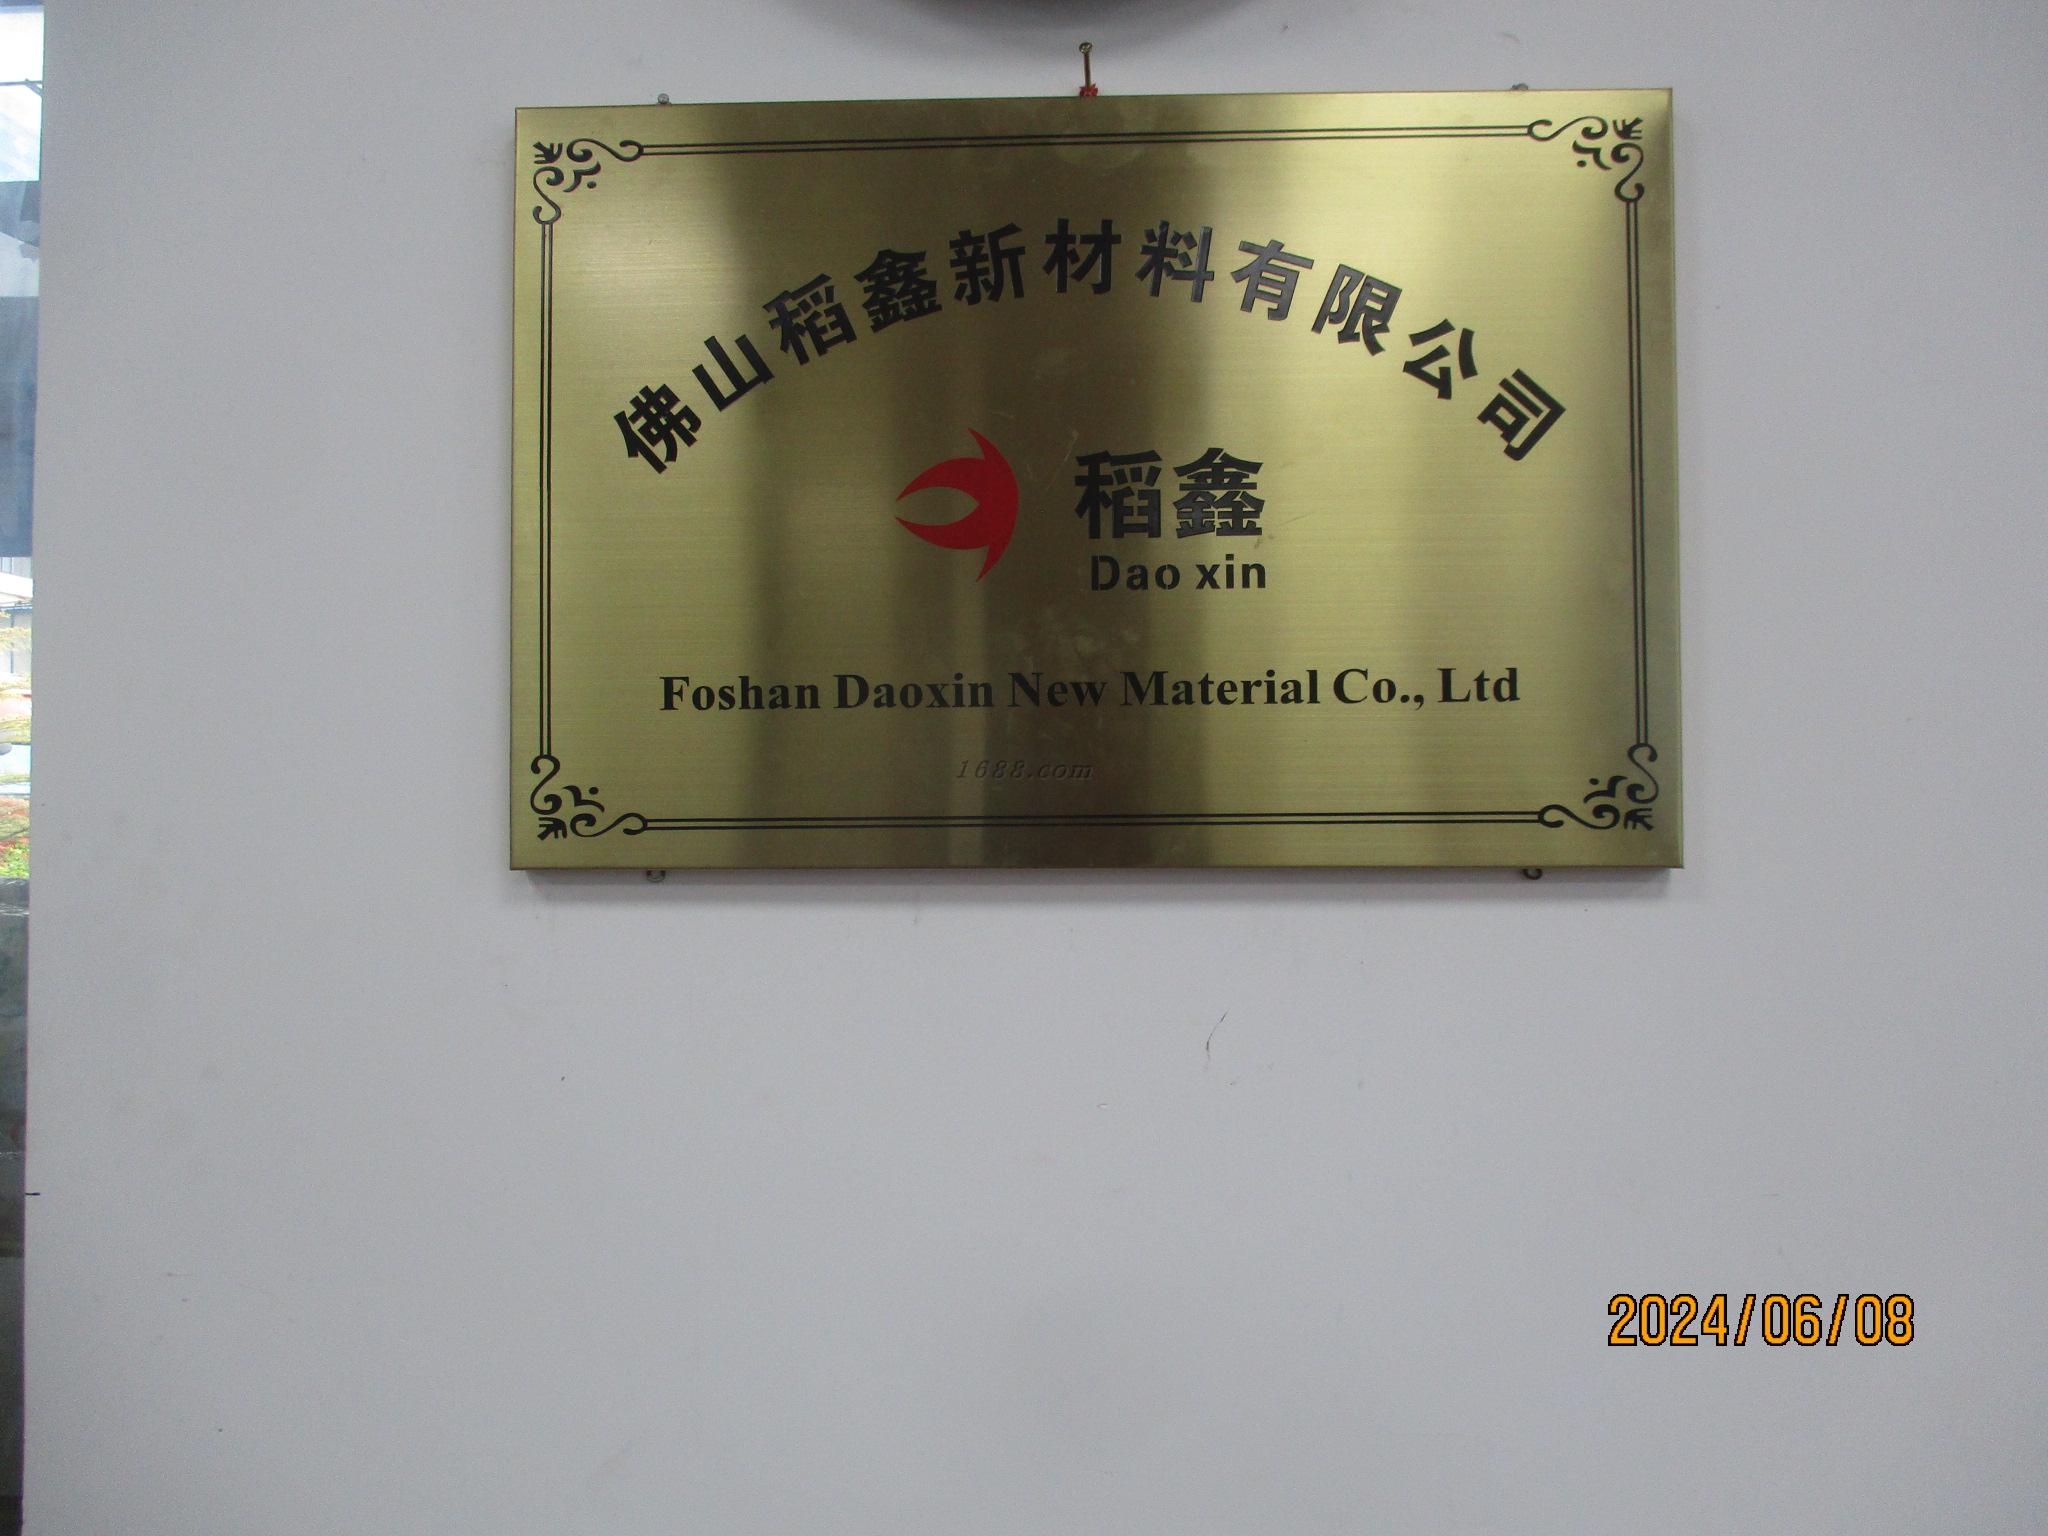 佛山稻鑫新材料有限公司
稻鑫
Dao xin
Foshan Daoxin New Material Co., Ltd
1688.com
2024/06/08